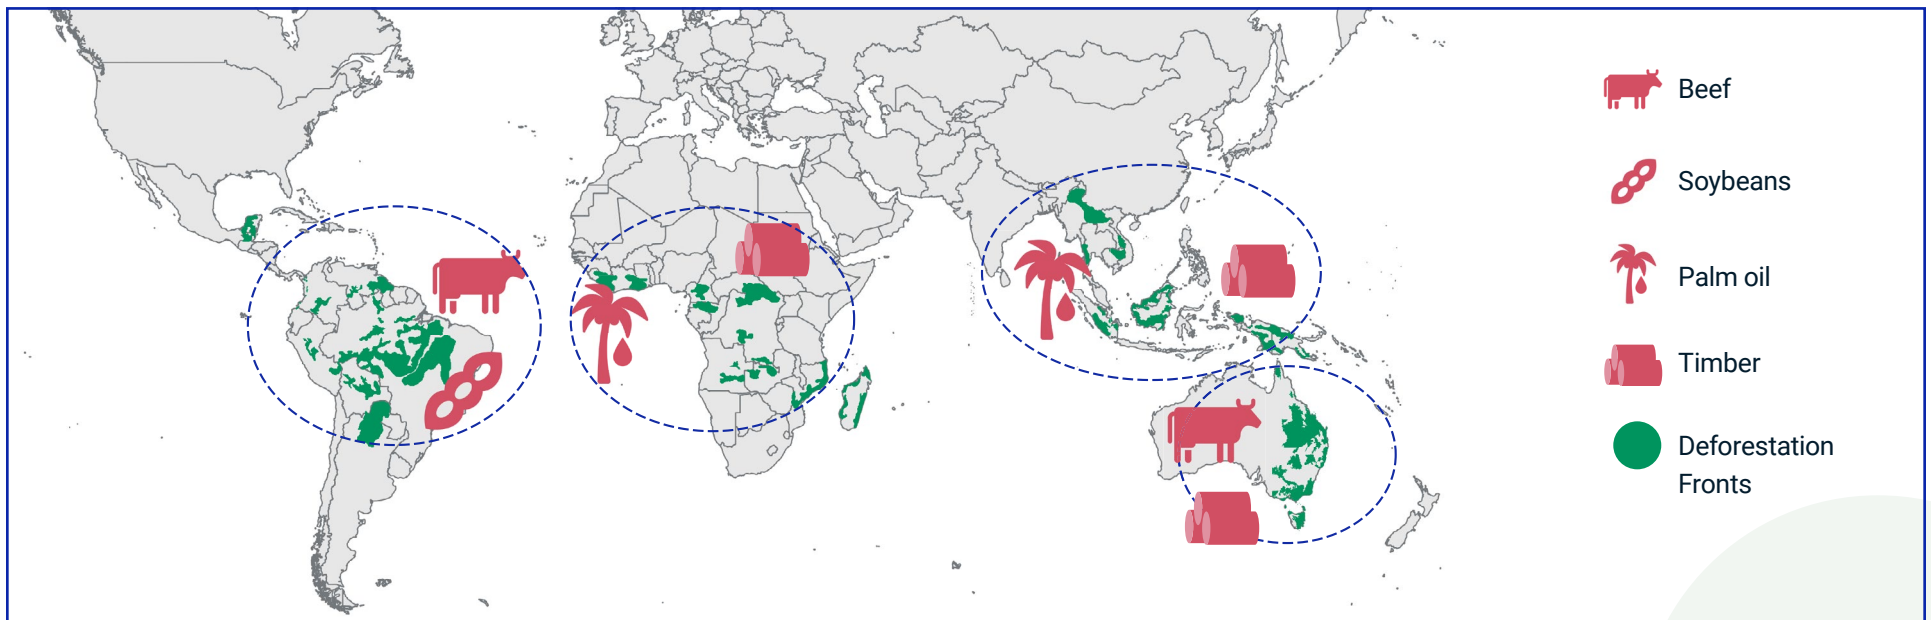 Beef
Soybeans
Palm oil
Timber
Deforestation
Fronts